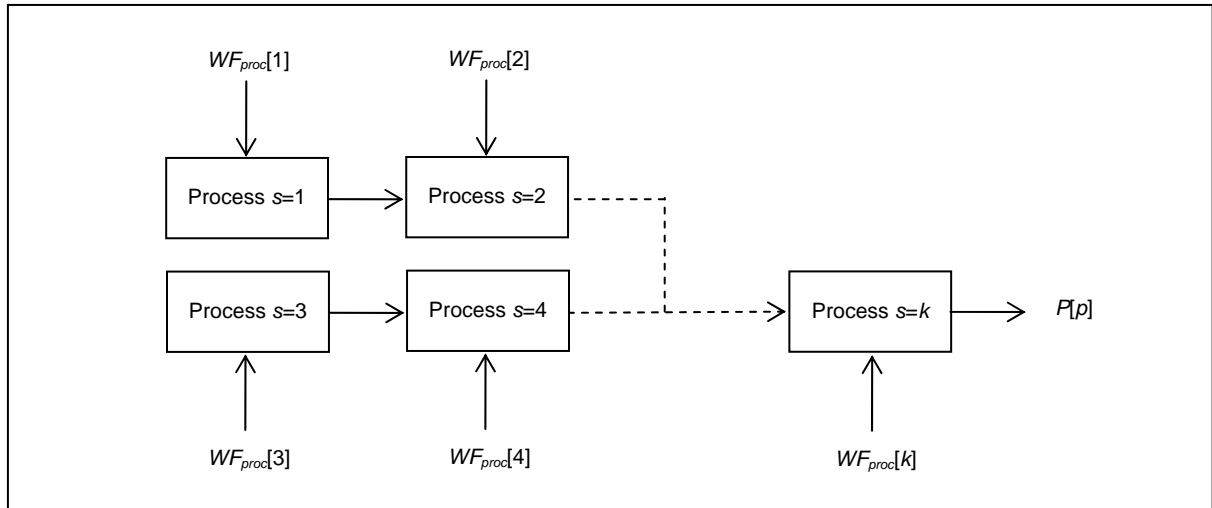 WFproc[1]
WFproc[2]
Process s=1
Process s=2
Process s=3
Process s=4
Process s=k
P[p]
WFproc[3]
WFproc[4]
WFproc[k]